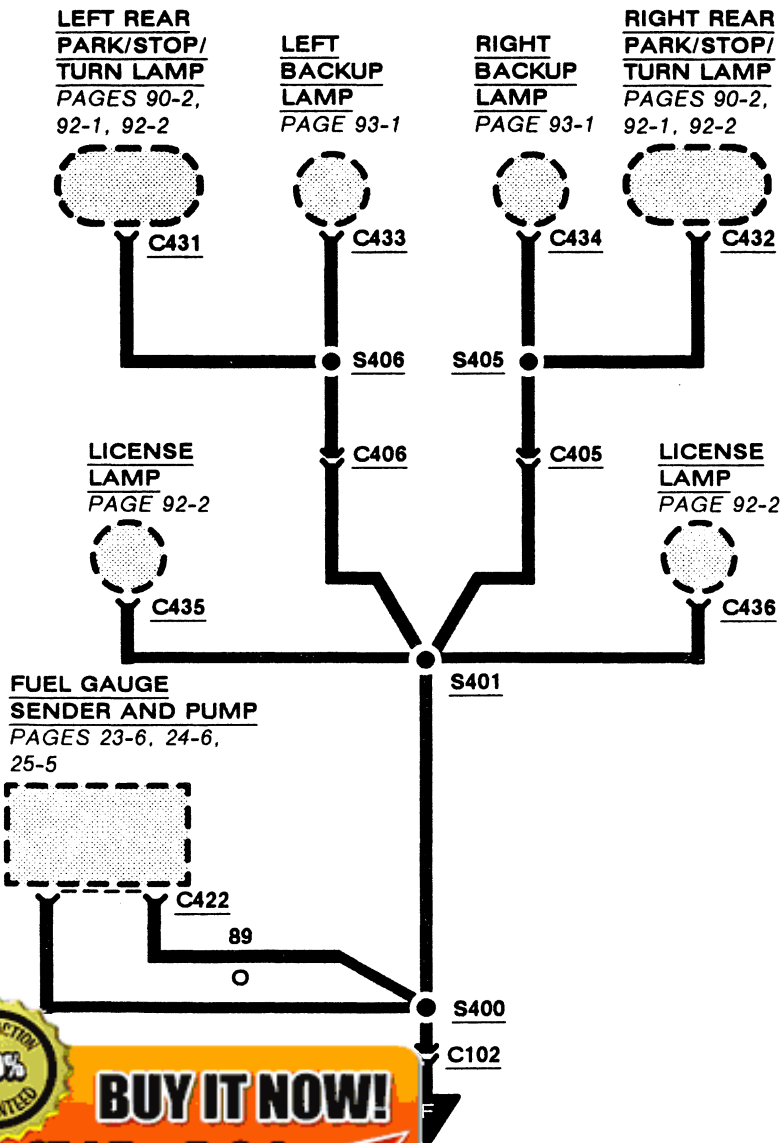 LEFT REAR
PARK/STOP/
TURN LAMP
PAGES 90-2,
92-1, 92-2
LEFT
BACKUP
LAMP
PAGE 93-1
RIGHT
BACKUP
LAMP
PAGE 93-1
RIGHT REAR
PARK/STOP/
TURN LAMP
PAGES 90-2,
92-1, 92-2
C431
C433
C434
C432
S406
S405
C406
C405
LICENSE
LAMP
PAGE 92-2
LICENSE
LAMP
PAGE 92-2
C435
C436
S401
FUEL GAUGE
SENDER AND PUMP
PAGES 23-6, 24-6,
25-5
C422
89
O
S400
C102
BUY IT NOW!
F